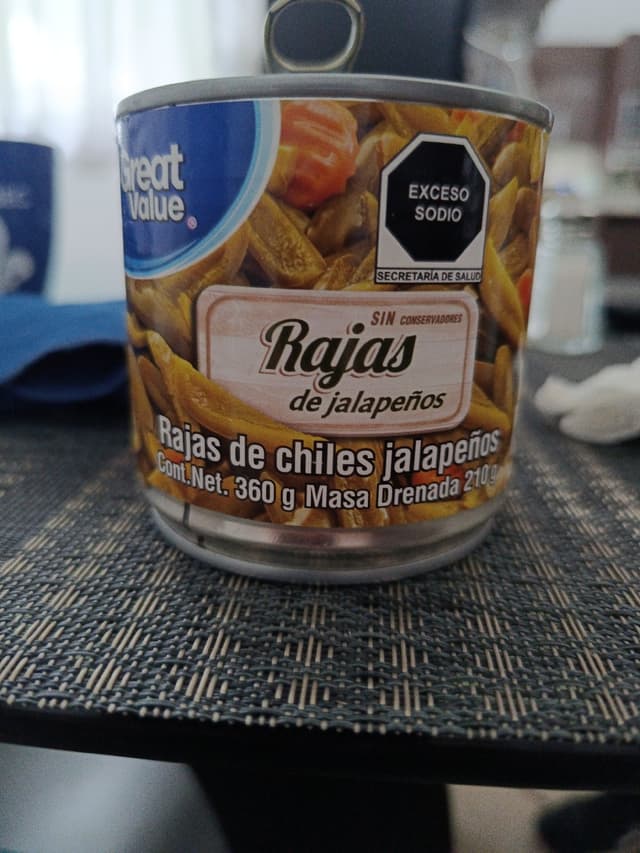 Great
Value
EXCESO
SODIO
SECRETARÍA DE SALUD
SIN CONSERVADORES
Rajas
de jalapeños
Rajas de chiles jalapeños
Cont.Net. 360 g Masa Drenada 210 g